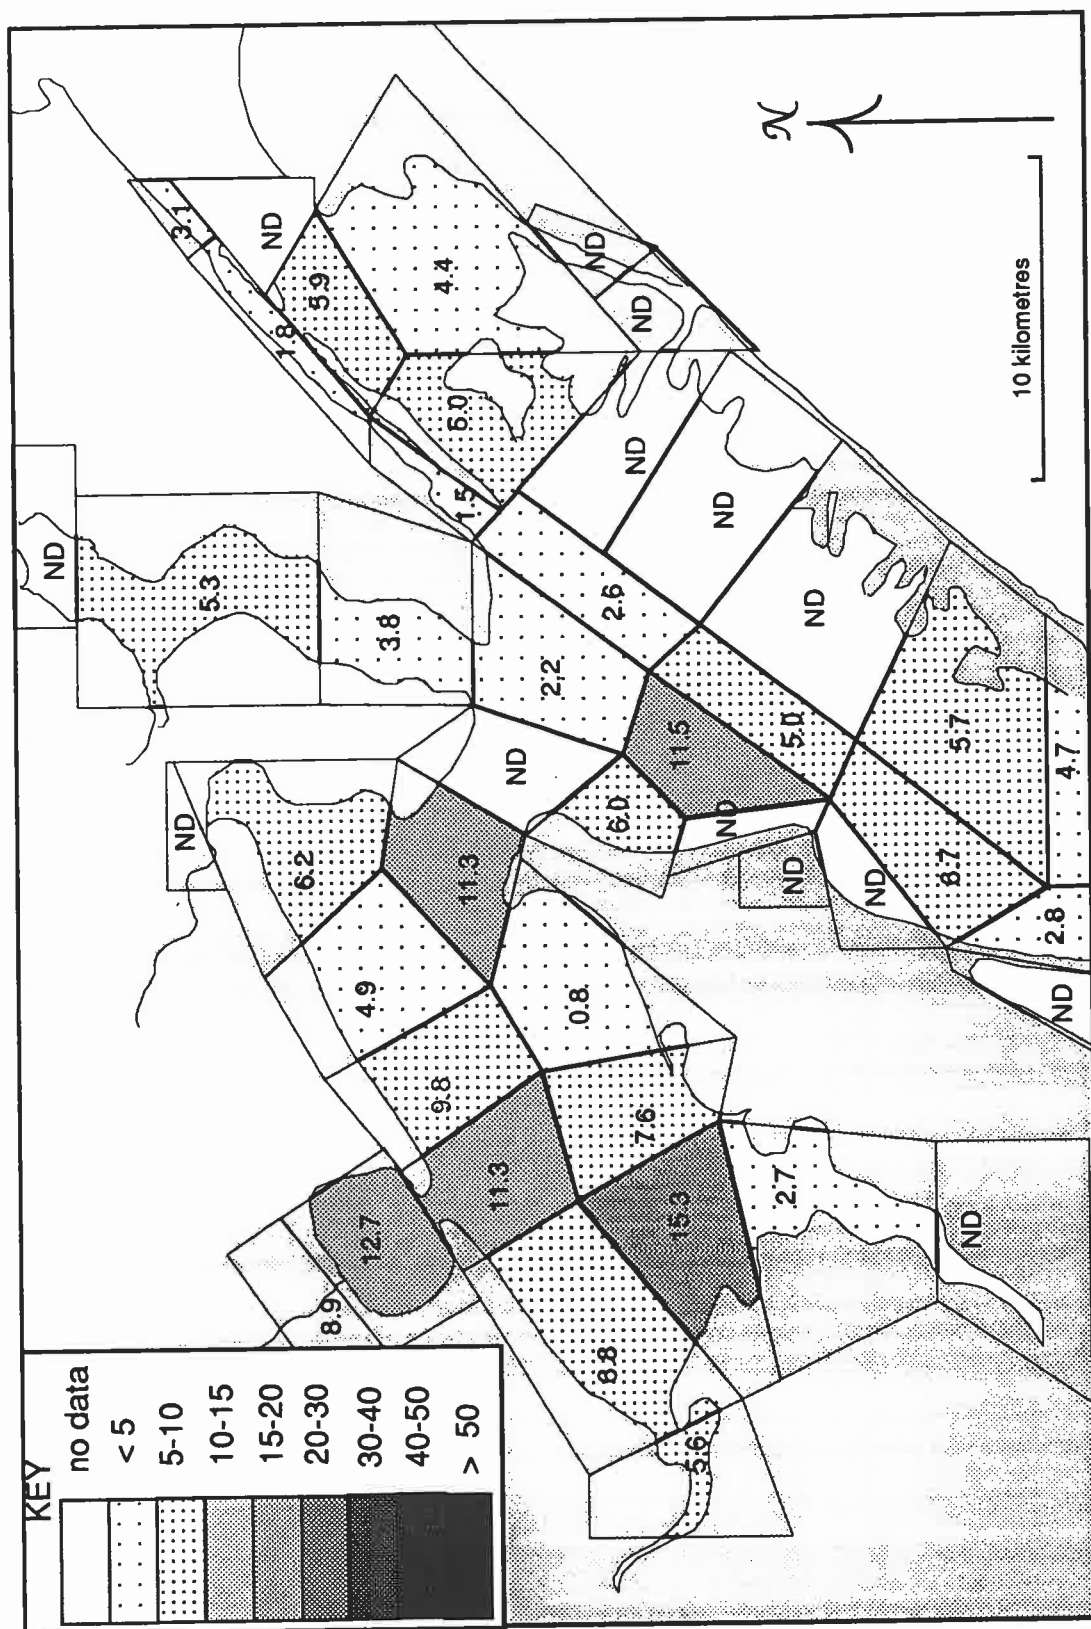 KEY
no data
< 5
5-10
10-15
15-20
20-30
30-40
40-50
> 50
ND
3.1
ND
5.3
ND
1.8
6.2
5.9
8.9
4.9
12.7
3.8
9.8
4.4
6.0
1.5
11.3
11.3
ND
2.2
0.8
ND
8.8
2.6
6.0
ND
ND
7.6
11.5
15.3
5.6
ND
ND
N
2.7
5.0
ND
ND
ND
6.7
5.7
ND
10 kilometres
2.8
ND
4.7